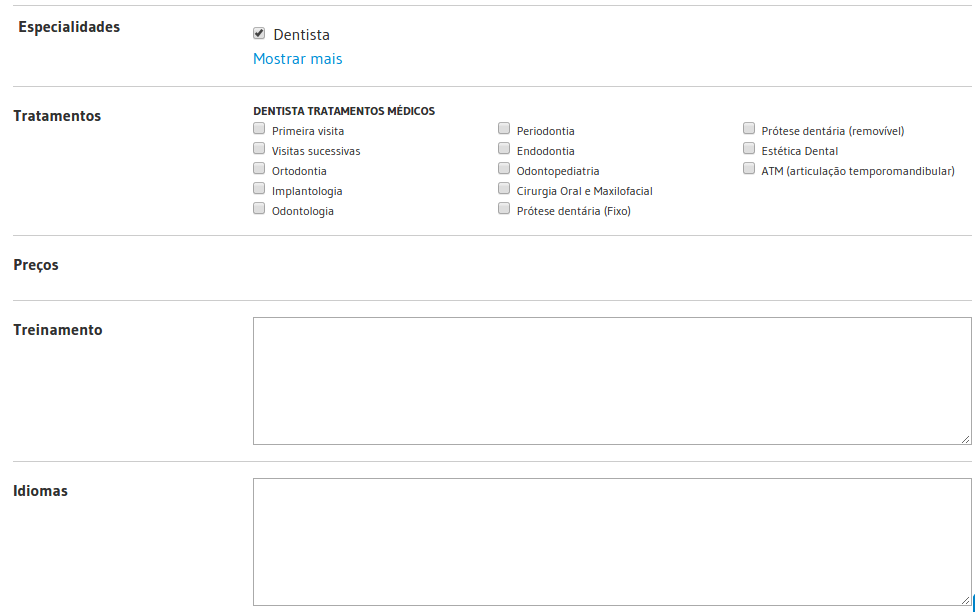 Especialidades
Dentista
Mostrar mais
Tratamentos
DENTISTA TRATAMENTOS MÉDICOS
Primeira visita
Visitas sucessivas
Ortodontia
Implantologia
Odontologia
Periodontia
Endodontia
Odontopediatria
Cirurgia Oral e Maxilofacial
Prótese dentária (Fixo)
Prótese dentária (removível)
Estética Dental
ATM (articulação temporomandibular)
Preços
Treinamento
Idiomas